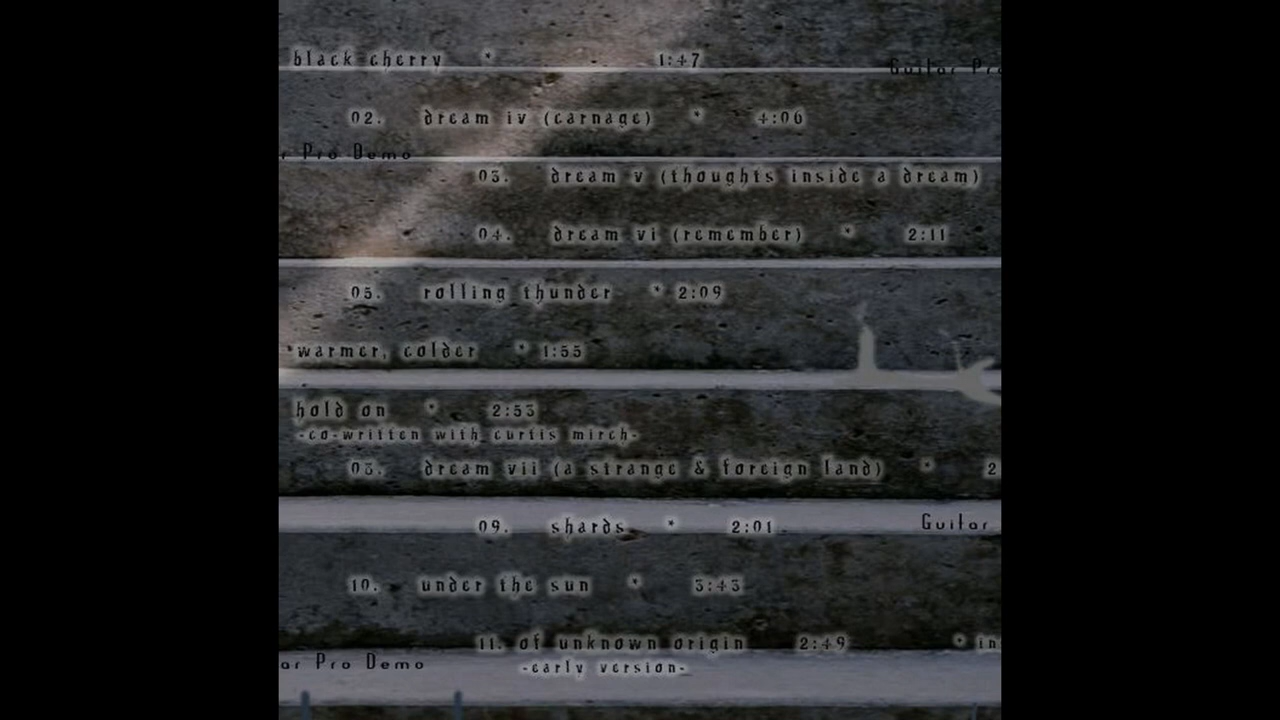 black cherry * 1:47
Guitar Pro
02. dream iv (carnage) * 4:06
r Pro Demo
03. dream v (thoughts inside a dream)
04. dream vi (remember) * 2:11
05. rolling thunder * 2:09
*warmer, colder * 1:55
hold on * 2:53
-co-written with curtis mirch-
dream vii (a strange & foreign land) * 2
09. shards * 2:01
Guitar
10. under the sun * 3:43
11. of unknown origin 2:49 * in
ar Pro Demo
-early version-